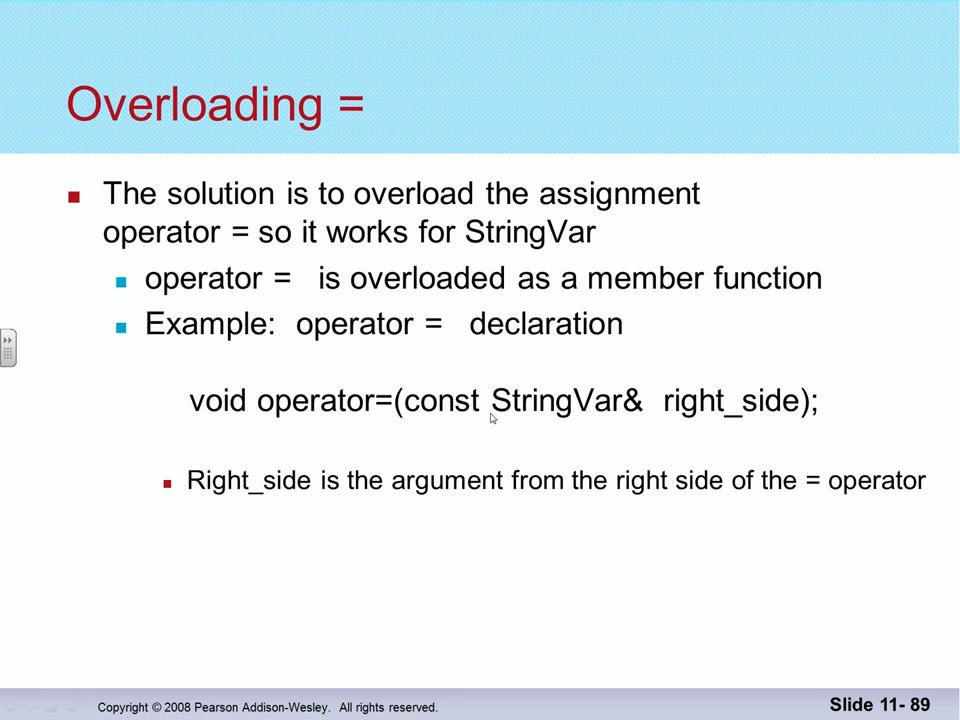 Overloading =
The solution is to overload the assignment
operator = so it works for StringVar
operator = is overloaded as a member function
Example: operator = declaration
void operator=(const StringVar& right_side);
Right_side is the argument from the right side of the = operator
Copyright © 2008 Pearson Addison-Wesley. All rights reserved.
Slide 11- 89